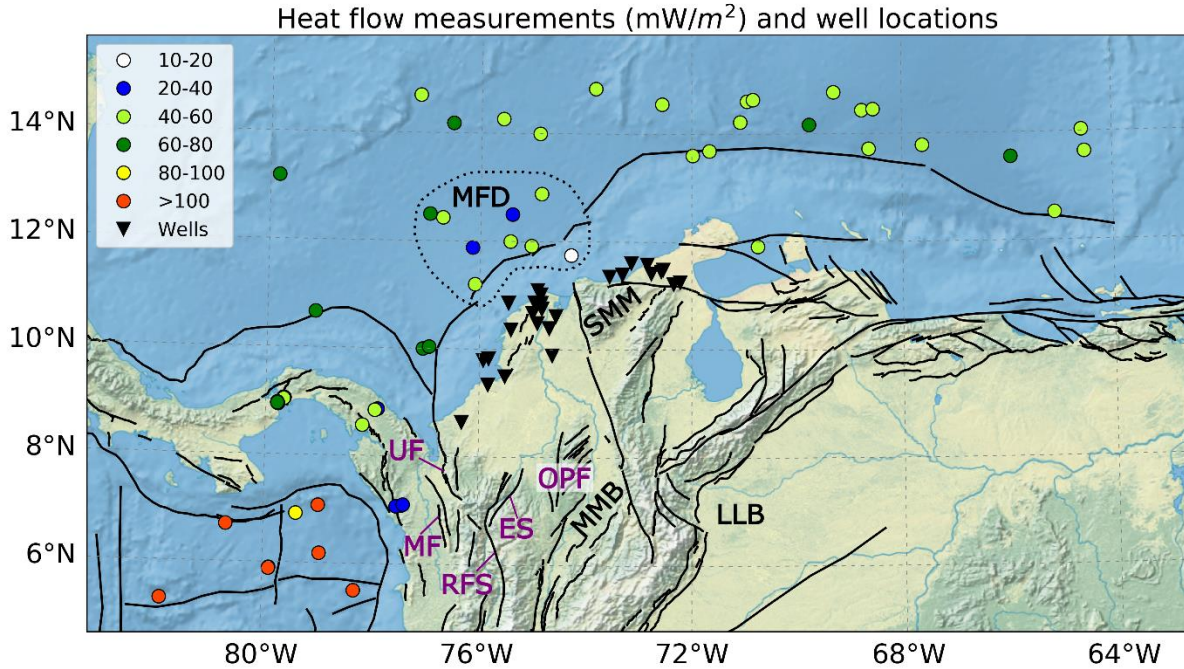 Heat flow measurements (mW/m²) and well locations
10-20
20-40
40-60
60-80
80-100
>100
Wells
14°N
12°N
10°N
8°N
6°N
MFD
SMM
UF
OPF
MMB
LLB
ES
MF
RFS
80°W
76°W
72°W
68°W
64°W